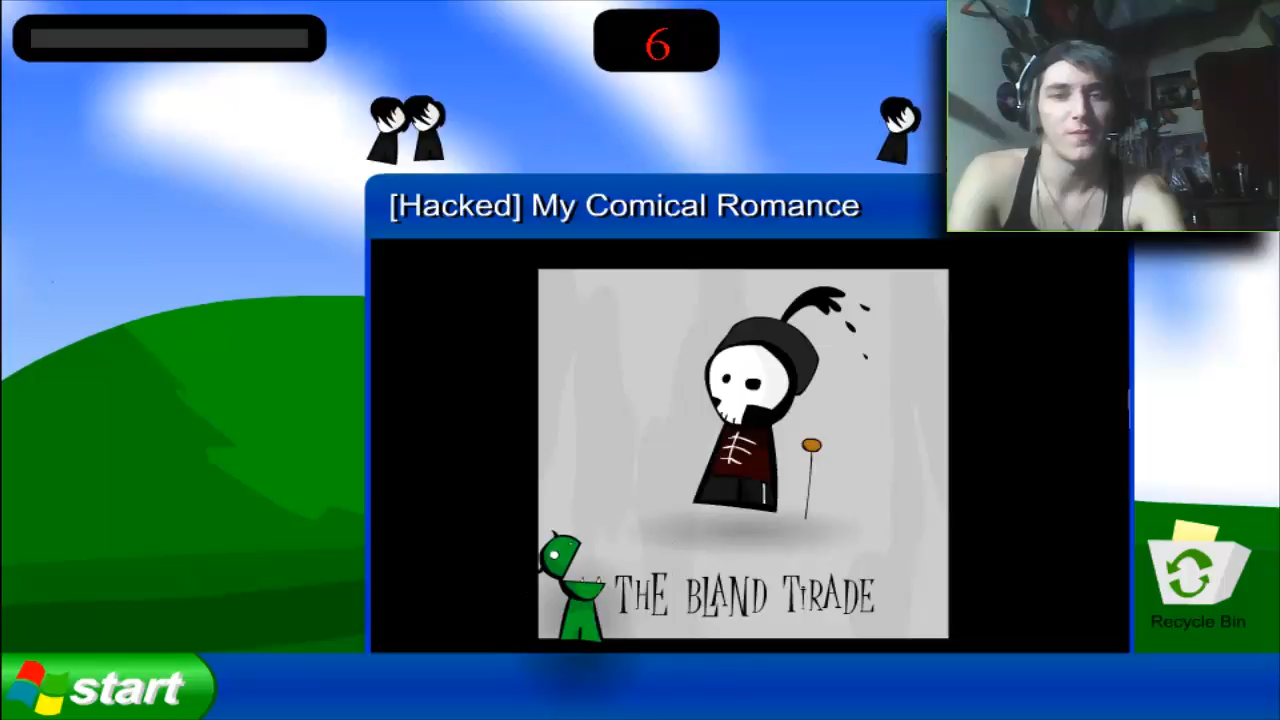 6
[Hacked] My Comical Romance
THE BLAND TiRADE
Recycle Bin
start